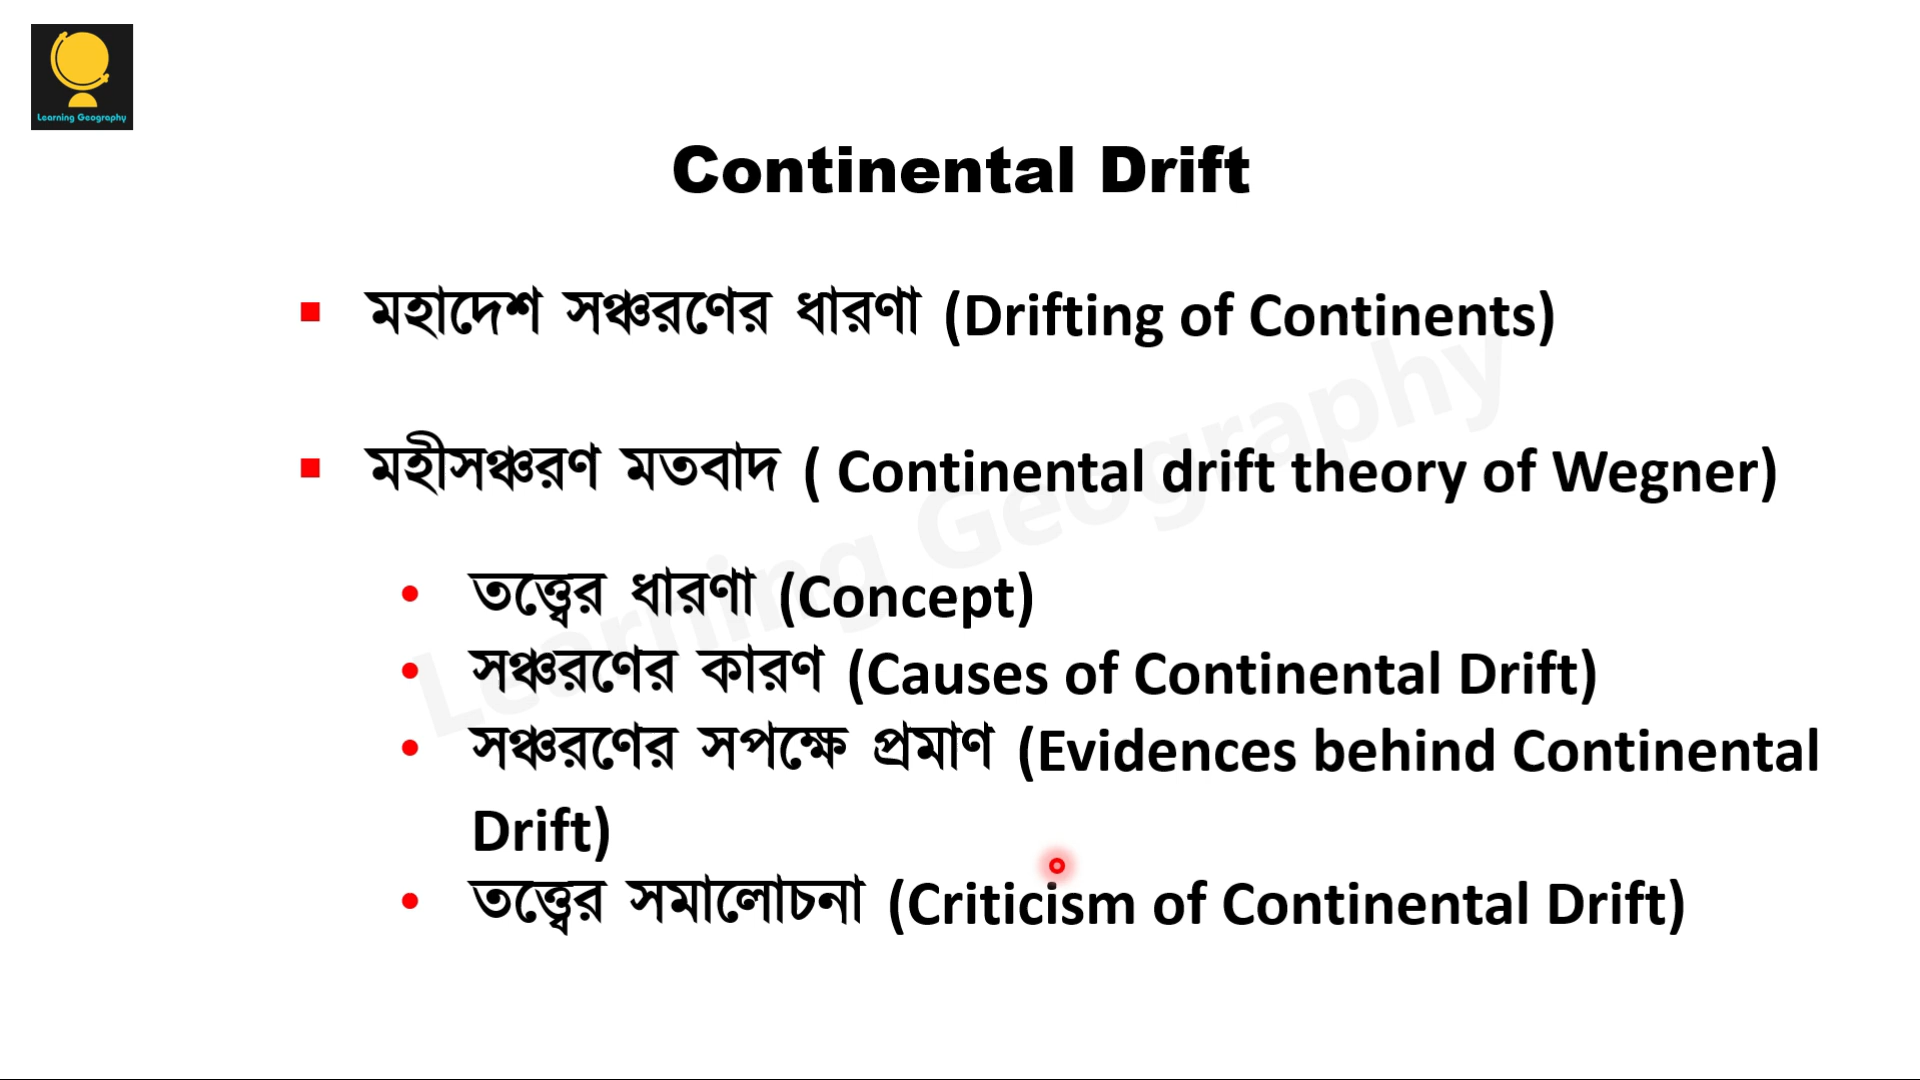 Learning Geography
Continental Drift
মহাদেশ সঞ্চরণের ধারণা (Drifting of Continents)
মহীসঞ্চরণ মতবাদ ( Continental drift theory of Wegner)
তত্ত্বের ধারণা (Concept)
সঞ্চরণের কারণ (Causes of Continental Drift)
সঞ্চরণের সপক্ষে প্রমাণ (Evidences behind Continental
Drift)
তত্ত্বের সমালোচনা (Criticism of Continental Drift)
Learning Geography